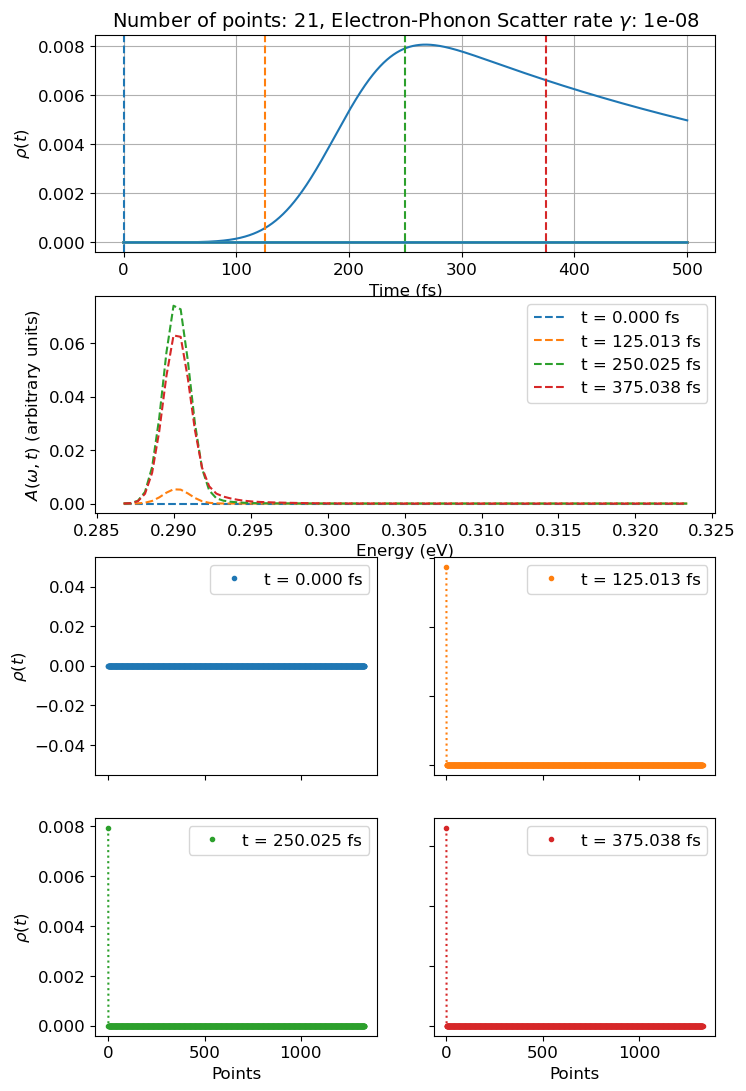 Number of points: 21, Electron-Phonon Scatter rate γ: 1e-08
0.008
0.006
0.004
0.002
0.000
ρ(t)
0 100 200 300 400 500
Time (fs)
0.06
0.04
0.02
0.00
A(ω, t) (arbitrary units)
t = 0.000 fs
t = 125.013 fs
t = 250.025 fs
t = 375.038 fs
0.285 0.290 0.295 0.300 0.305 0.310 0.315 0.320 0.325
Energy (eV)
0.04
0.02
0.00
−0.02
−0.04
ρ(t)
t = 0.000 fs
t = 125.013 fs
0.008
0.006
0.004
0.002
0.000
ρ(t)
t = 250.025 fs
0 500 1000
Points
t = 375.038 fs
0 500 1000
Points